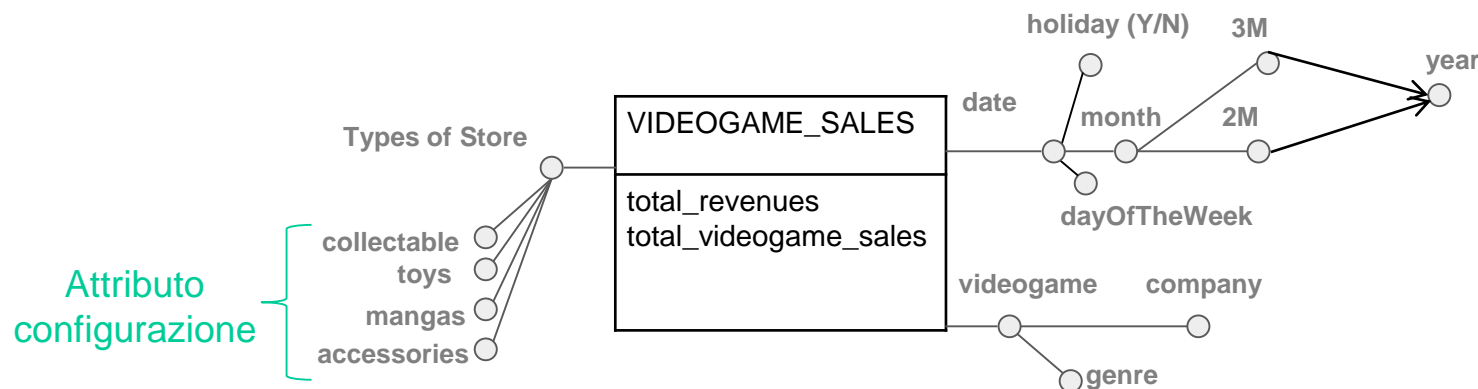 holiday (Y/N)
3M
year
date
month
2M
VIDEOGAME_SALES
Types of Store
total_revenues
total_videogame_sales
dayOfTheWeek
collectable
toys
mangas
accessories
Attributo
configurazione
videogame
company
genre